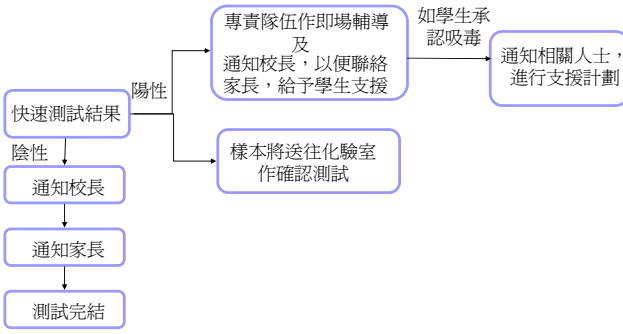 專責隊伍作即場輔導
及
通知校長，以便聯絡
家長，給予學生支援
如學生承
認吸毒
通知相關人士，
進行支援計劃
陽性
快速測試結果
陰性
樣本將送往化驗室
作確認測試
通知校長
通知家長
測試完結